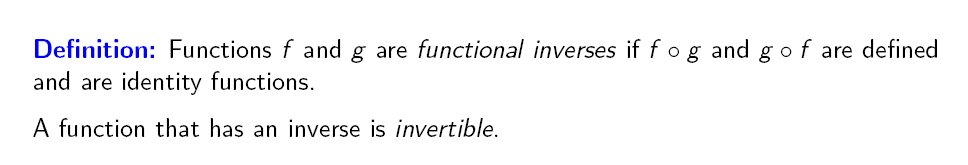 Definition: Functions f and g are functional inverses if f ∘ g and g ∘ f are defined
and are identity functions.
A function that has an inverse is invertible.